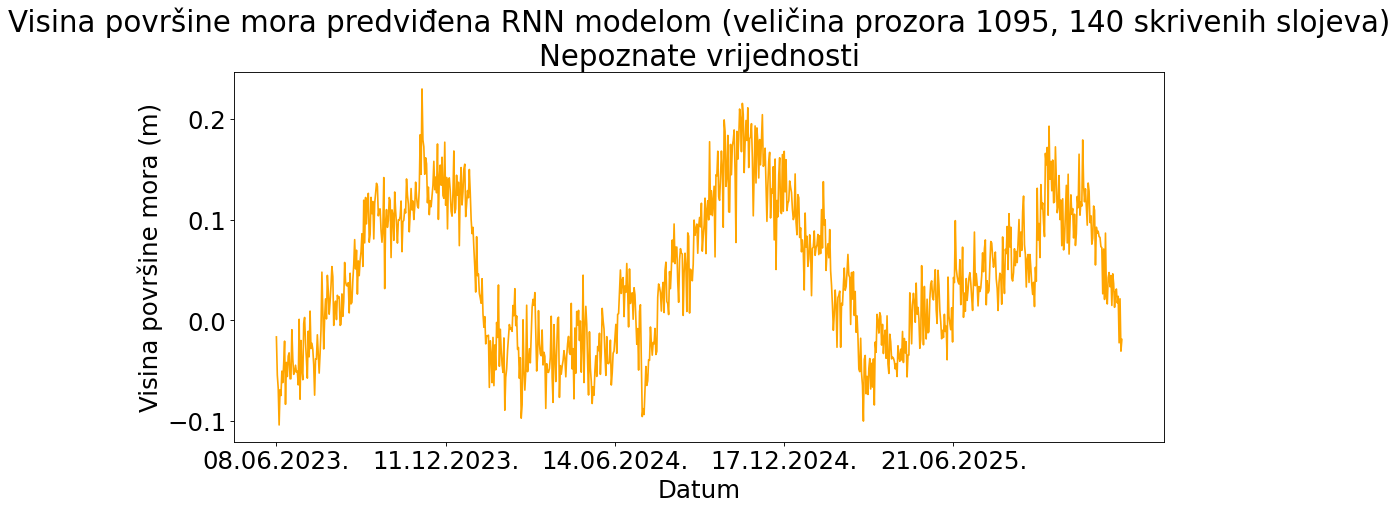 Visina površine mora predviđena RNN modelom (veličina prozora 1095, 140 skrivenih slojeva)
Nepoznate vrijednosti
Visina površine mora (m)
0.2
0.1
0.0
−0.1
08.06.2023. 11.12.2023. 14.06.2024. 17.12.2024. 21.06.2025.
Datum